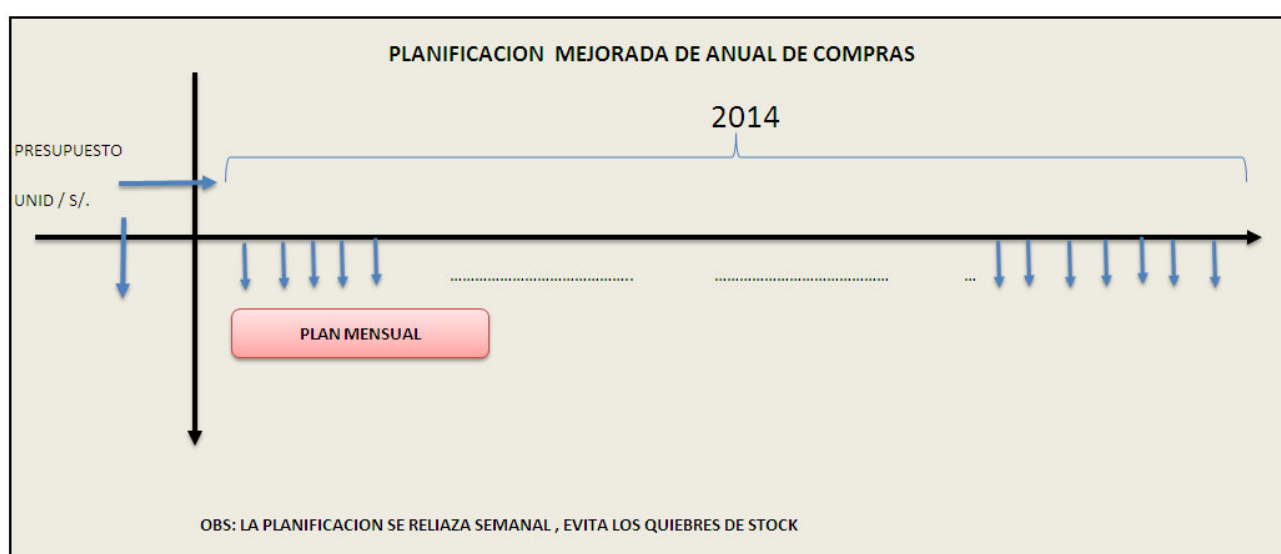 PLANIFICACION MEJORADA DE ANUAL DE COMPRAS
2014
PRESUPUESTO
UNID / S/.
........................................ ...................................... ...
PLAN MENSUAL
OBS: LA PLANIFICACION SE RELIAZA SEMANAL , EVITA LOS QUIEBRES DE STOCK